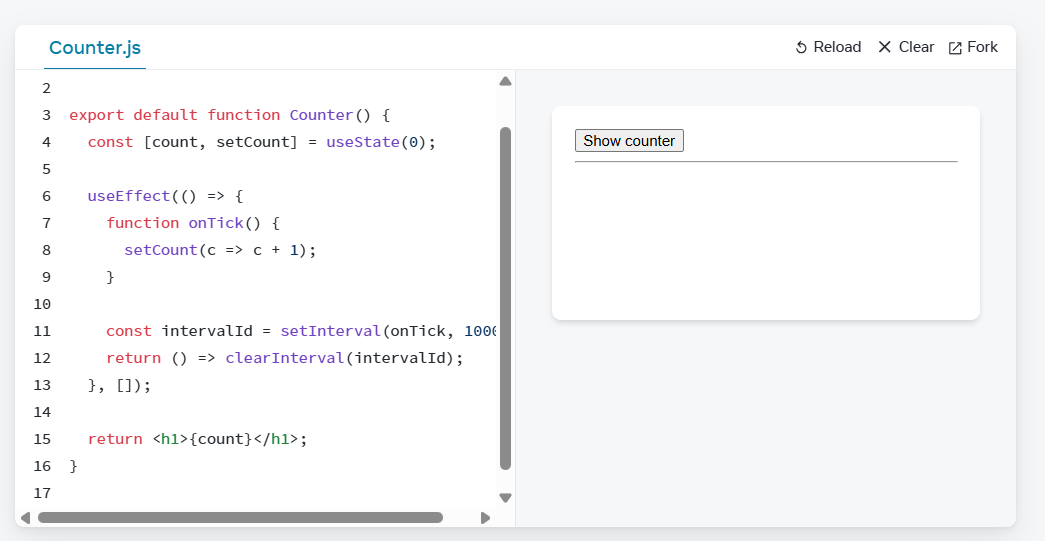 Counter.js
Reload Clear Fork
2
3 export default function Counter() {
4   const [count, setCount] = useState(0);
5
6   useEffect(() => {
7     function onTick() {
8       setCount(c => c + 1);
9     }
10
11     const intervalId = setInterval(onTick, 1000
12     return () => clearInterval(intervalId);
13   }, []);
14
15   return <h1>{count}</h1>;
16 }
17
Show counter